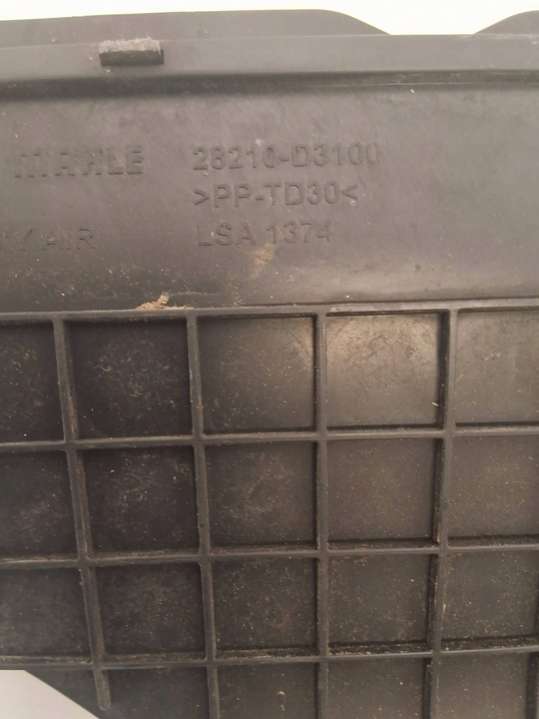 MAHLE 28210-D3100
>PP-TD30<
/AIR LSA 1374